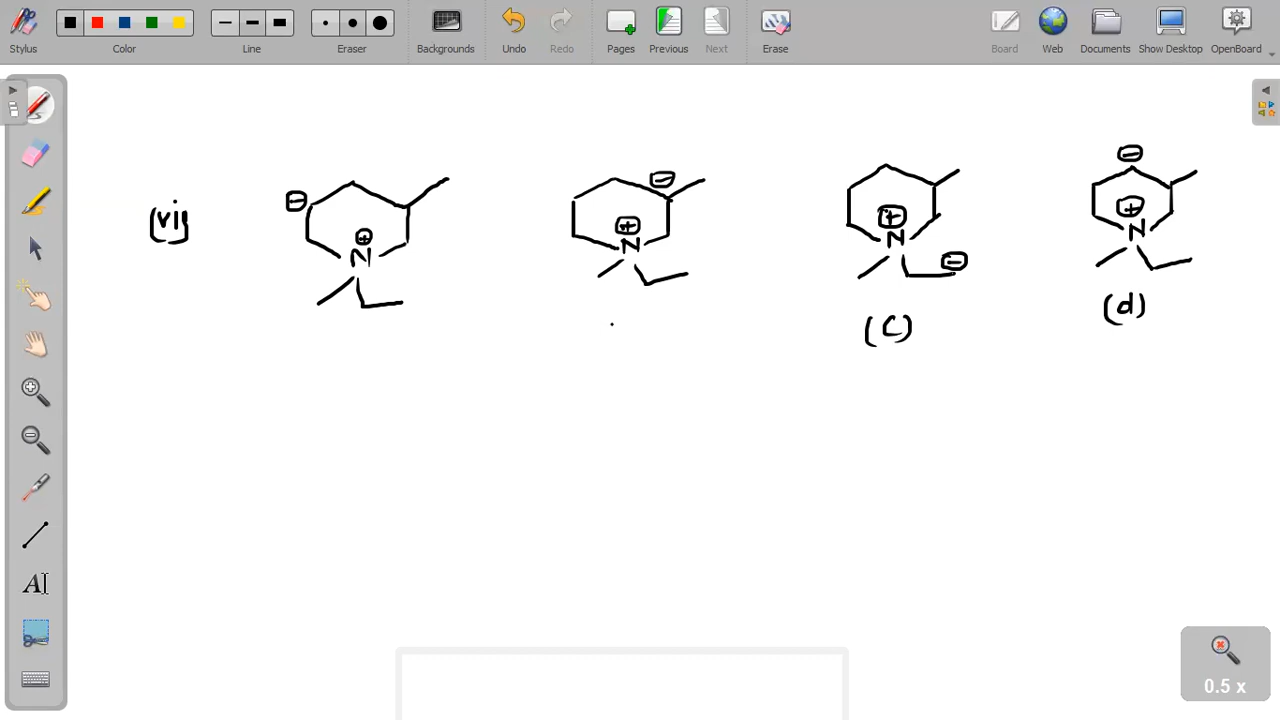 Stylus Color Line Eraser Backgrounds Undo Redo Pages Previous Next Erase Board Web Documents Show Desktop OpenBoard
(vi)
⊖ ⊖ ⊖
⊕ ⊕ ⊕ ⊕
N N N N
⊖
(C) (d)
A
0.5 x